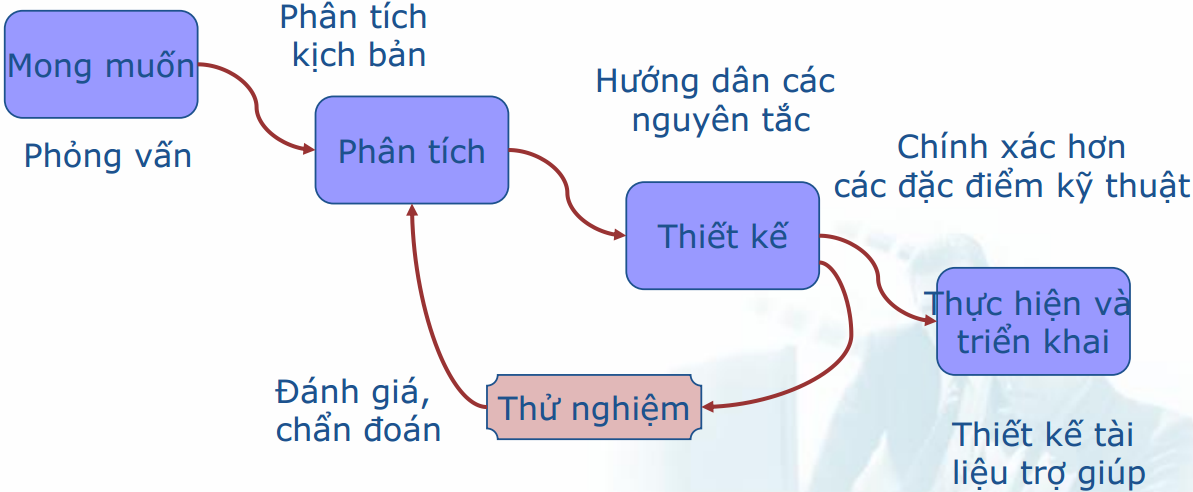 Mong muốn
Phỏng vấn
Phân tích
kịch bản
Phân tích
Hướng dân các
nguyên tắc
Thiết kế
Chính xác hơn
các đặc điểm kỹ thuật
Thực hiện và
triển khai
Thiết kế tài
liệu trợ giúp
Thử nghiệm
Đánh giá,
chẩn đoán